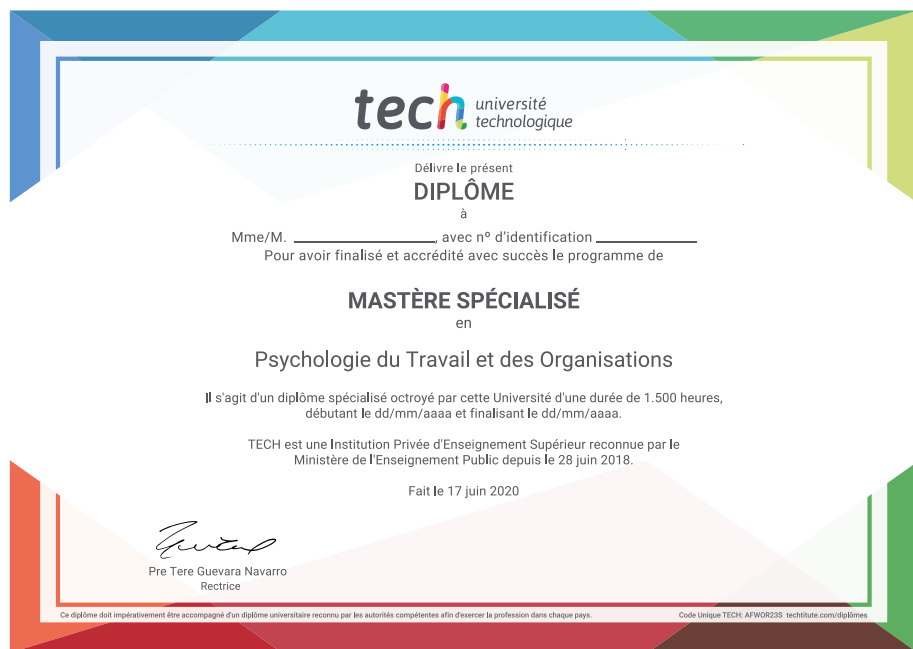 tech université
technologique
Délivre le présent
DIPLÔME
à
Mme/M. ____________, avec nº d'identification ____________
Pour avoir finalisé et accrédité avec succès le programme de
MASTÈRE SPÉCIALISÉ
en
Psychologie du Travail et des Organisations
Il s'agit d'un diplôme spécialisé octroyé par cette Université d'une durée de 1.500 heures,
débutant le dd/mm/aaaa et finalisant le dd/mm/aaaa.
TECH est une Institution Privée d'Enseignement Supérieur reconnue par le
Ministère de l'Enseignement Public depuis le 28 juin 2018.
Fait le 17 juin 2020
Pre Tere Guevara Navarro
Rectrice
Ce diplôme doit impérativement être accompagné d'un diplôme universitaire reconnu par les autorités compétentes afin d'exercer la profession dans chaque pays.
Code Unique TECH: AFWOR23S techtitute.com/diplômes